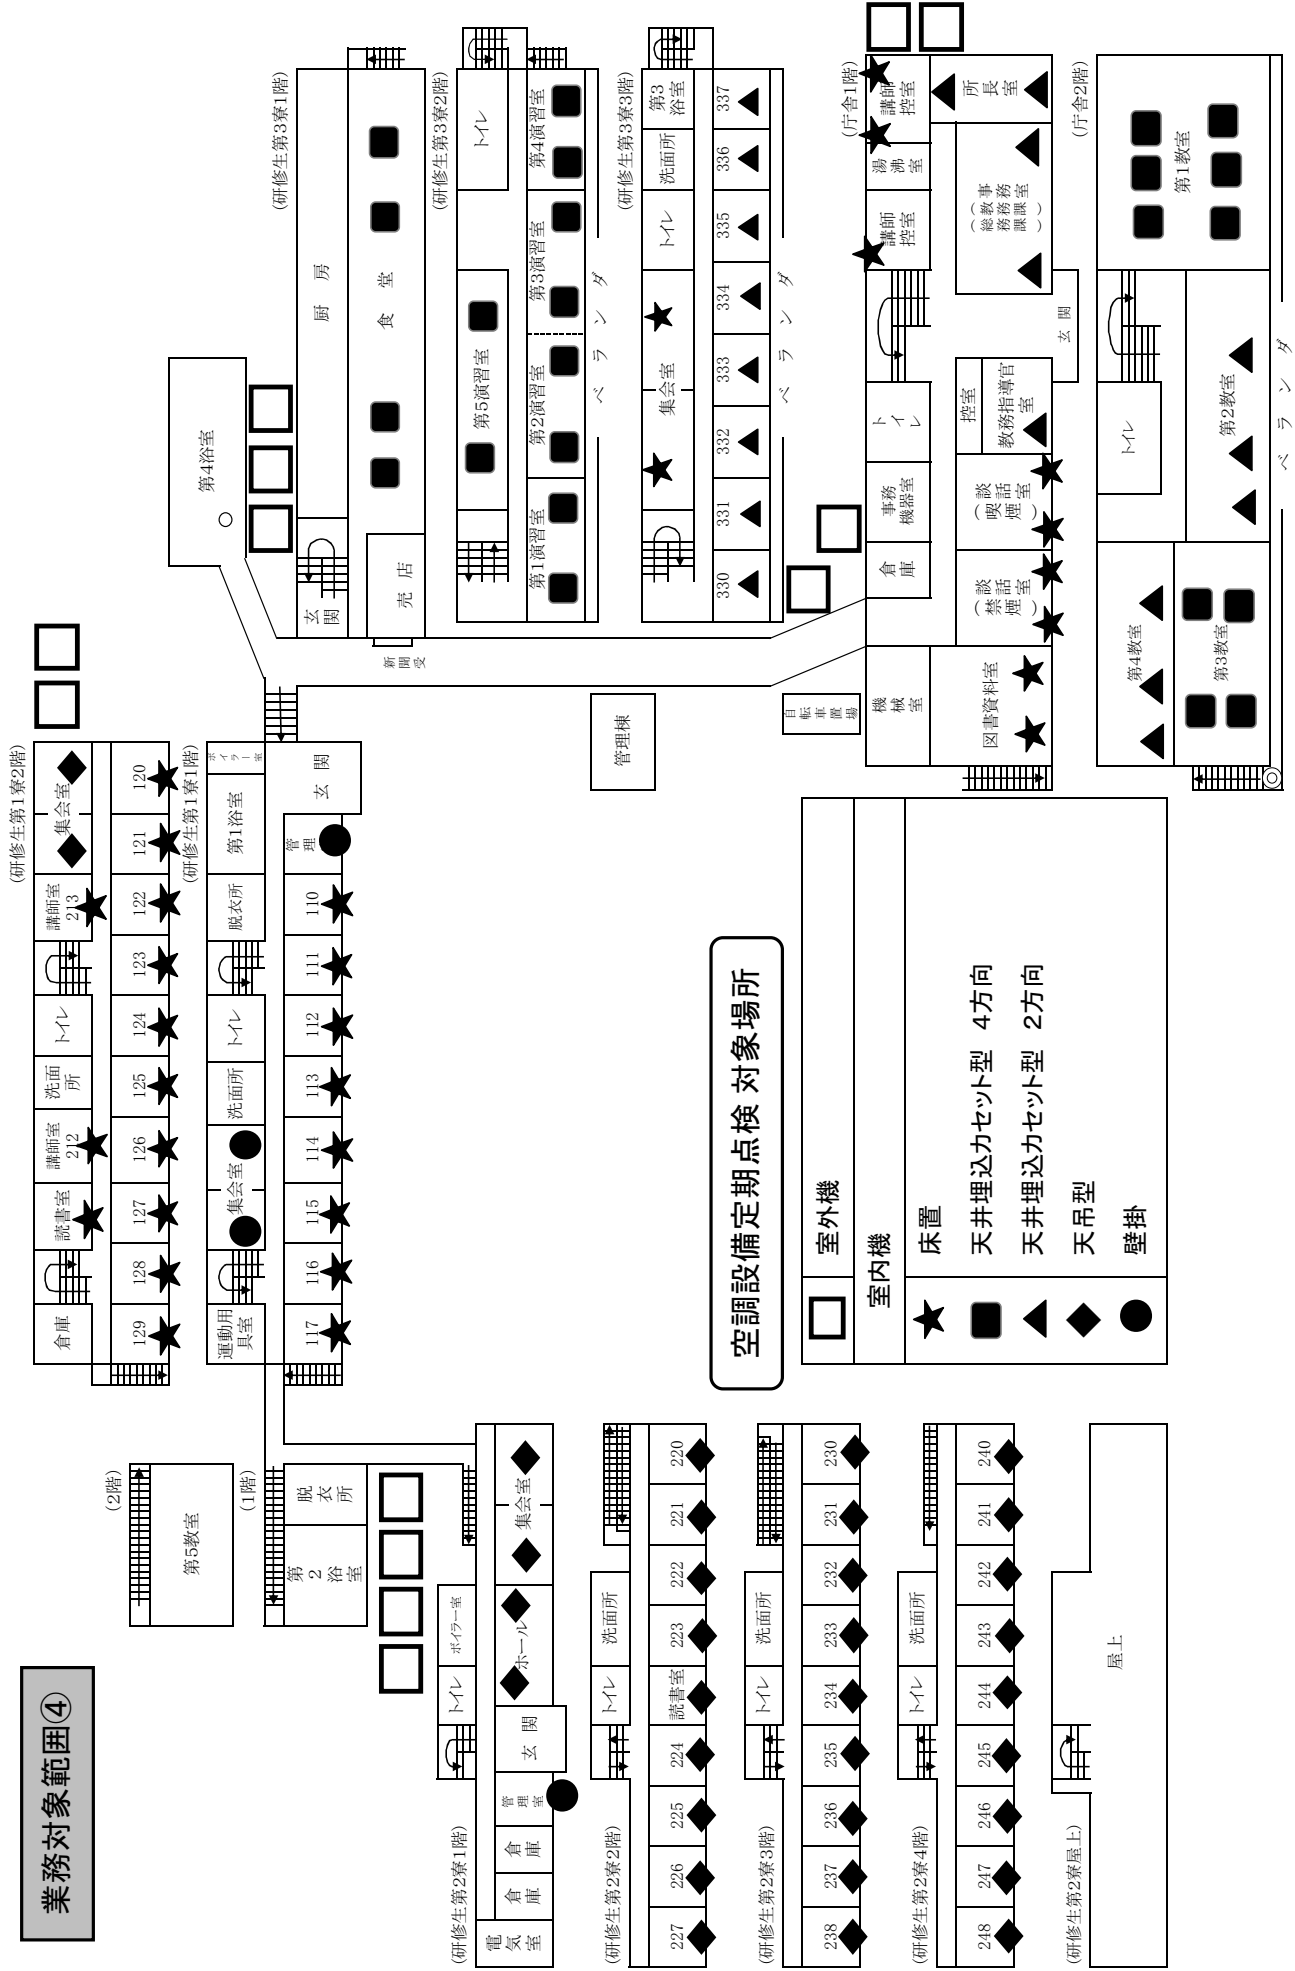 業務対象範囲④
空調設備定期点検 対象場所
室外機
室内機
床置
天井埋込カセット型 4方向
天井埋込カセット型 2方向
天吊型
壁掛
(研修生第1寮2階)
倉庫
読書室
講師室
212
洗面所
トイレ
講師室
213
集会室
129
128
127
126
125
124
123
122
121
120
(研修生第1寮1階)
運動用具室
集会室
洗面所
トイレ
脱衣所
第1浴室
ボイラー室
117
116
115
114
113
112
111
110
管理
玄関
(2階)
第5教室
(1階)
第2浴室
脱衣所
(研修生第2寮1階)
トイレ
ボイラー室
電気室
倉庫
倉庫
管理室
玄関
ホール
集会室
(研修生第2寮2階)
トイレ
洗面所
227
226
225
224
読書室
223
222
221
220
(研修生第2寮3階)
トイレ
洗面所
238
237
236
235
234
233
232
231
230
(研修生第2寮4階)
トイレ
洗面所
248
247
246
245
244
243
242
241
240
(研修生第2寮屋上)
屋上
第4浴室
(研修生第3寮1階)
玄関
厨房
売店
食堂
新聞受
(研修生第3寮2階)
第5演習室
トイレ
第1演習室
第2演習室
第3演習室
第4演習室
ベランダ
(研修生第3寮3階)
集会室
トイレ
洗面所
第3浴室
330
331
332
333
334
335
336
337
ベランダ
管理棟
自転車置場
(庁舎1階)
機械室
倉庫
事務機器室
トイレ
講師控室
湯沸室
講師控室
図書資料室
談話室
(禁煙)
談話室
(喫煙)
控室
教務指導官室
玄関
事務室
(教務課)
(総務課)
所長室
(庁舎2階)
第4教室
第3教室
トイレ
第2教室
第1教室
ベランダ